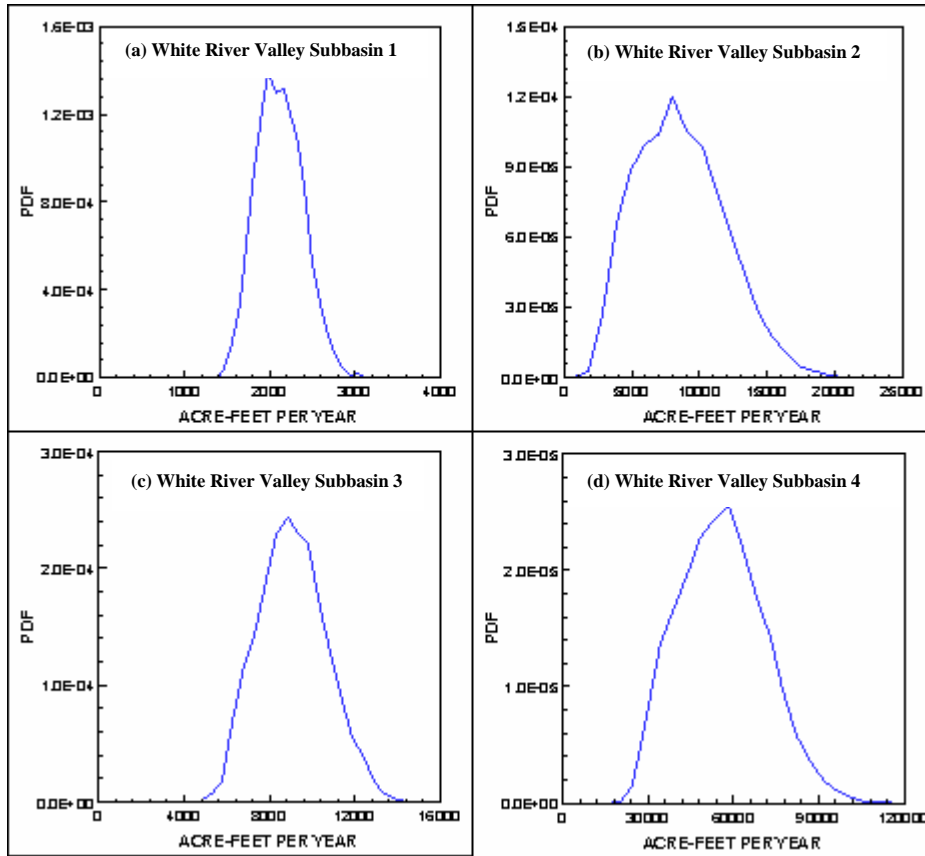 (a) White River Valley Subbasin 1
1.6E-03
1.2E-03
8.0E-04
4.0E-04
0.0E+00
PDF
0 1000 2000 3000 4000
ACRE-FEET PER YEAR
(b) White River Valley Subbasin 2
1.5E-04
1.2E-04
9.0E-05
6.0E-05
3.0E-05
0.0E+00
PDF
0 5000 10000 15000 20000 25000
ACRE-FEET PER YEAR
(c) White River Valley Subbasin 3
3.0E-04
2.0E-04
1.0E-04
0.0E+00
PDF
0 4000 8000 12000 16000
ACRE-FEET PER YEAR
(d) White River Valley Subbasin 4
3.0E-05
2.0E-05
1.0E-05
0.0E+00
PDF
0 30000 60000 90000 120000
ACRE-FEET PER YEAR